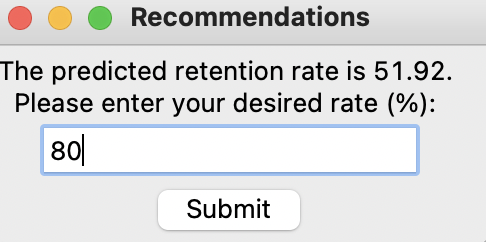 Recommendations
The predicted retention rate is 51.92.
Please enter your desired rate (%):
80
Submit